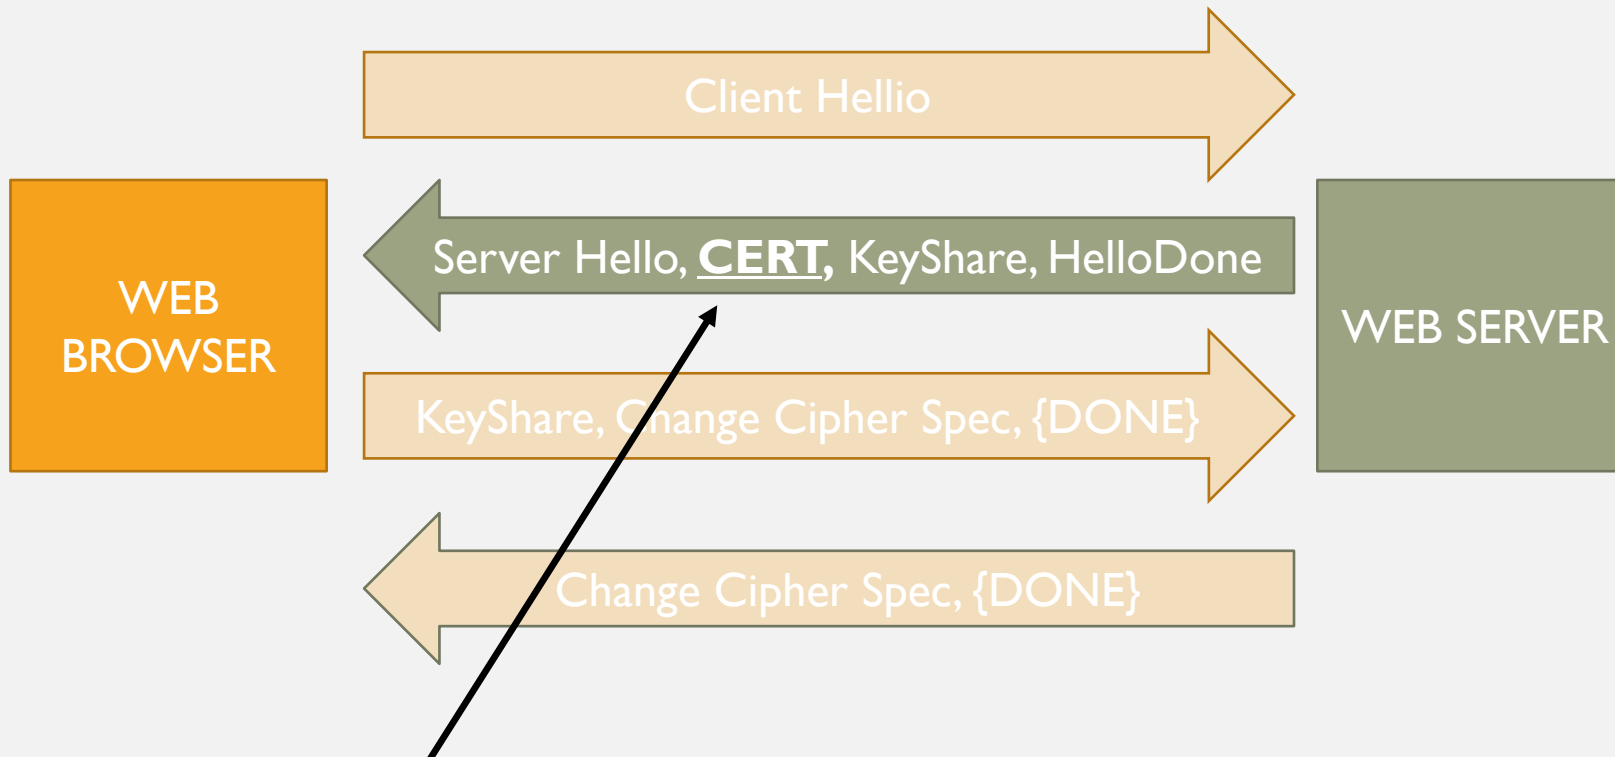 Client Hellio
Server Hello, CERT, KeyShare, HelloDone
WEB
BROWSER
WEB SERVER
KeyShare, Change Cipher Spec, {DONE}
Change Cipher Spec, {DONE}